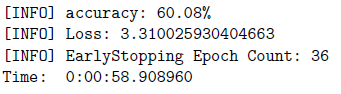 [INFO] accuracy: 60.08%
[INFO] Loss: 3.310025930404663
[INFO] EarlyStopping Epoch Count: 36
Time:  0:00:58.908960